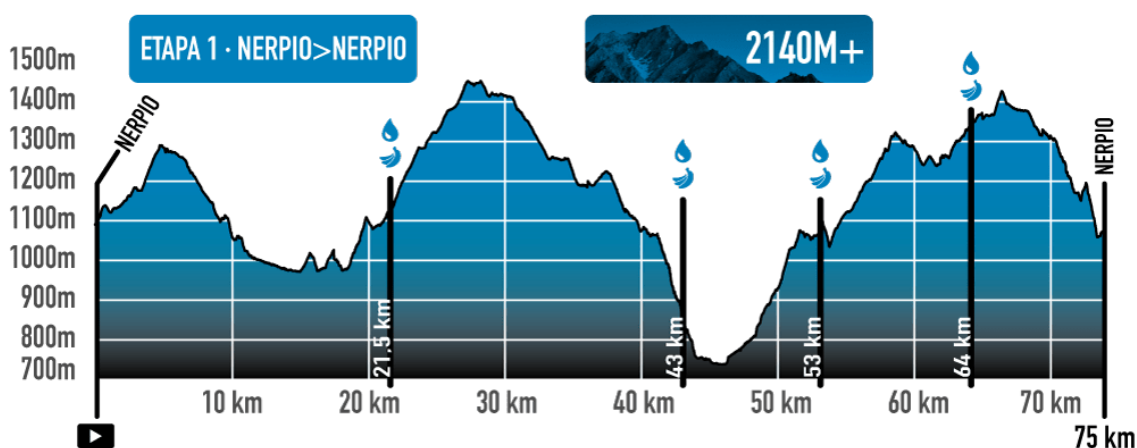 ETAPA 1 · NERPIO>NERPIO
2140M+
1500m
1400m
1300m
1200m
1100m
1000m
900m
800m
700m
NERPIO
21.5 km
43 km
53 km
64 km
NERPIO
10 km
20 km
30 km
40 km
50 km
60 km
70 km
75 km